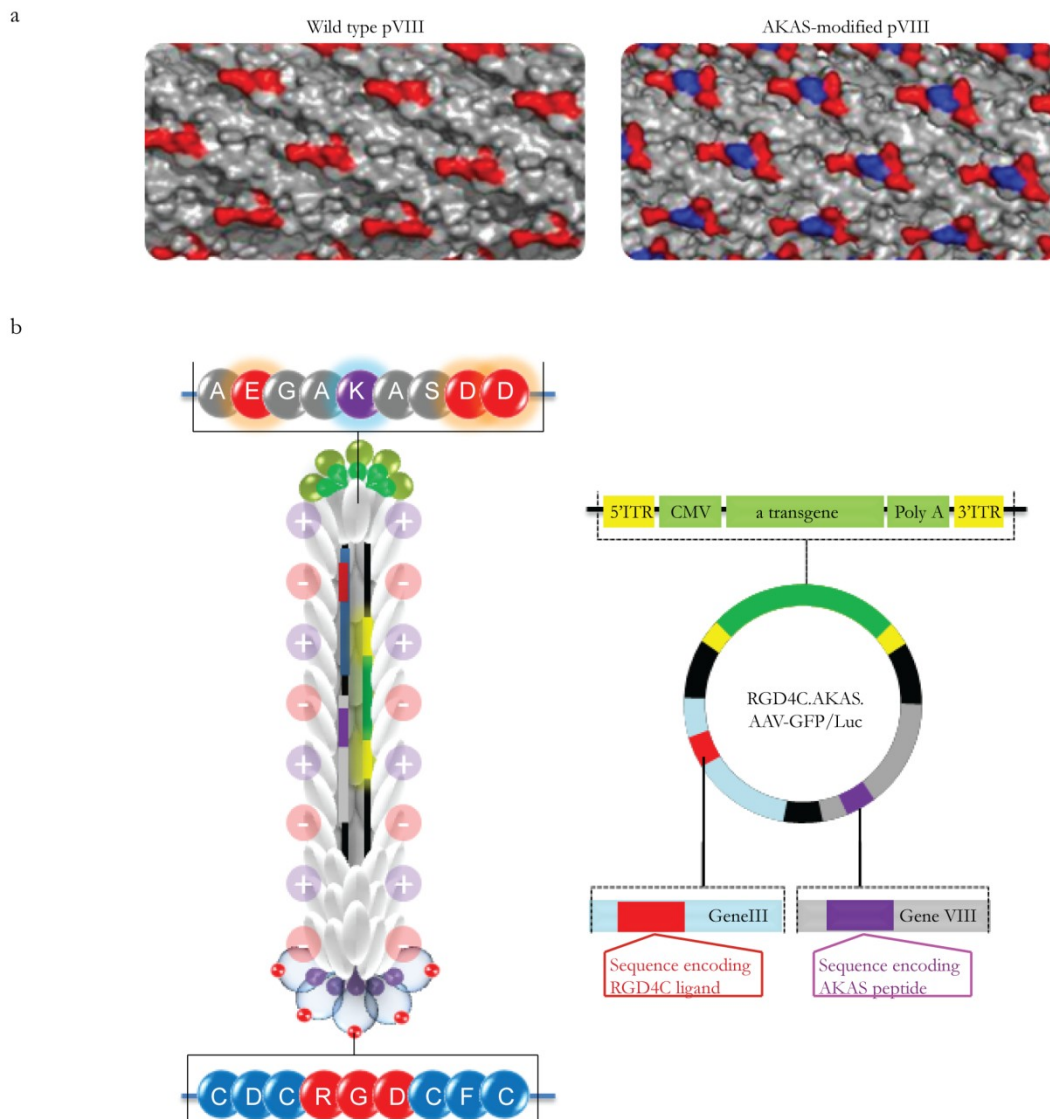 a
Wild type pVIII
AKAS-modified pVIII
b
A E G A K A S D D
+ +
- -
+ +
- -
+ +
- -
+ +
- -
C D C R G D C F C
5'ITR CMV a transgene Poly A 3'ITR
RGD4C.AKAS.
AAV-GFP/Luc
GeneIII
Gene VIII
Sequence encoding
RGD4C ligand
Sequence encoding
AKAS peptide